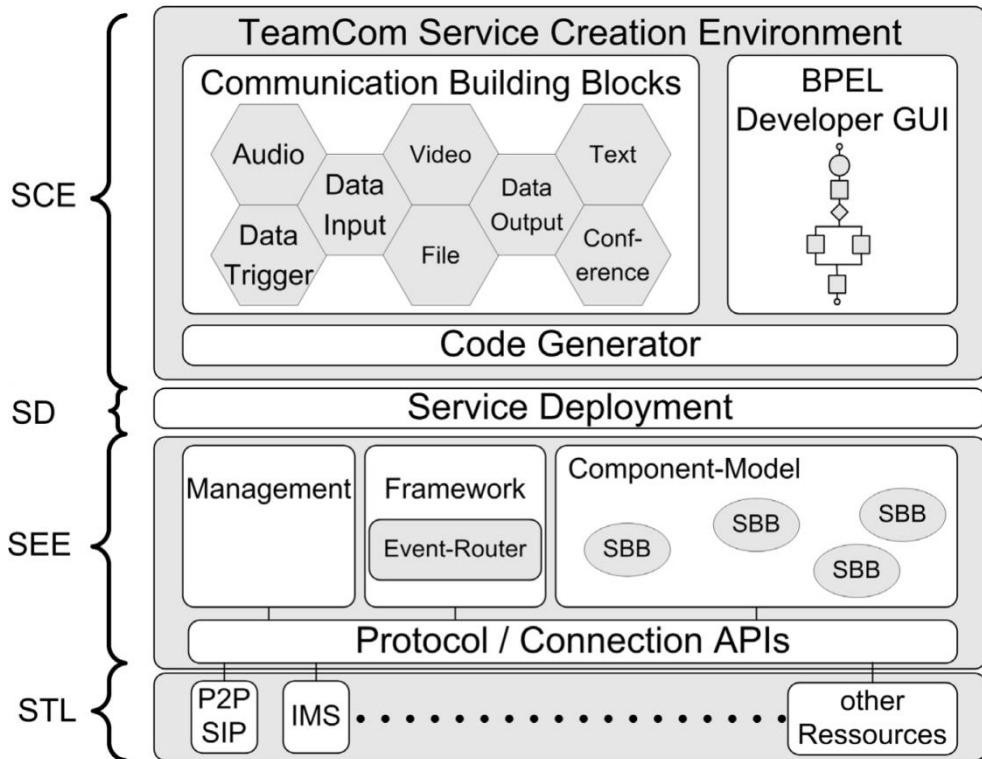 TeamCom Service Creation Environment
SCE
Communication Building Blocks
Audio
Video
Text
Data
Input
Data
Output
Data
Trigger
File
Conf-
erence
BPEL
Developer GUI
Code Generator
SD
Service Deployment
SEE
Management
Framework
Event-Router
Component-Model
SBB
SBB
SBB
SBB
Protocol / Connection APIs
STL
P2P
SIP
IMS
other
Ressources